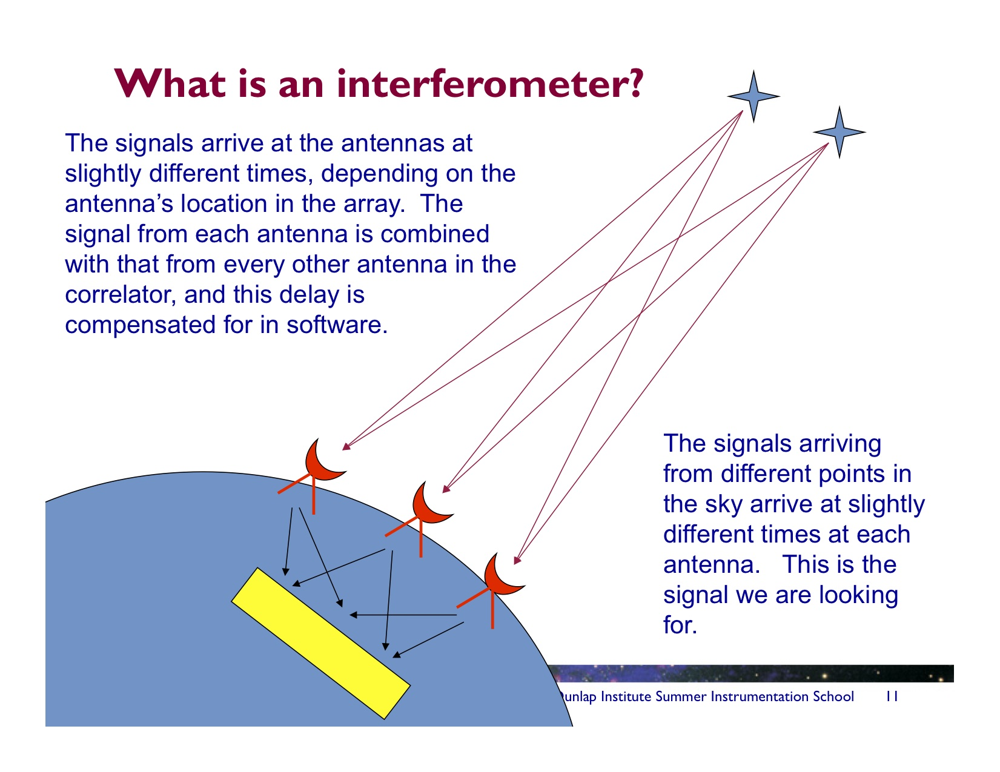 What is an interferometer?
The signals arrive at the antennas at
slightly different times, depending on the
antenna’s location in the array.  The
signal from each antenna is combined
with that from every other antenna in the
correlator, and this delay is
compensated for in software.
The signals arriving
from different points in
the sky arrive at slightly
different times at each
antenna.   This is the
signal we are looking
for.
Dunlap Institute Summer Instrumentation School 11